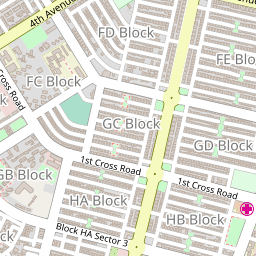 4th Avenue
FD Block
FE Block
FC Block
Cross Road
GC Block
GD Block
1st Cross Road
GB Block
1st Cross Road
HA Block
HB Block
Block HA Sector 3